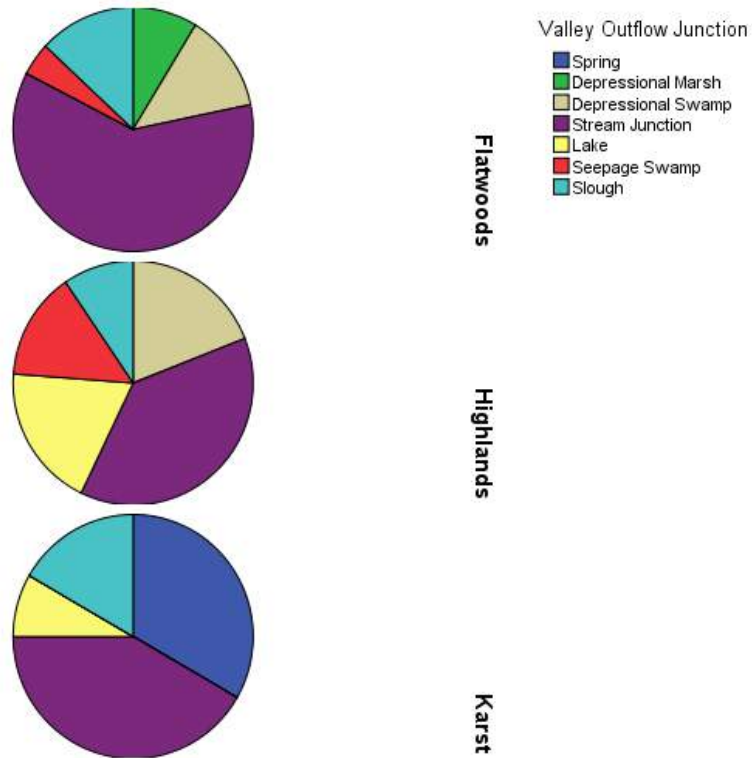 Valley Outflow Junction
Spring
Depressional Marsh
Depressional Swamp
Stream Junction
Lake
Seepage Swamp
Slough
Flatwoods
Highlands
Karst